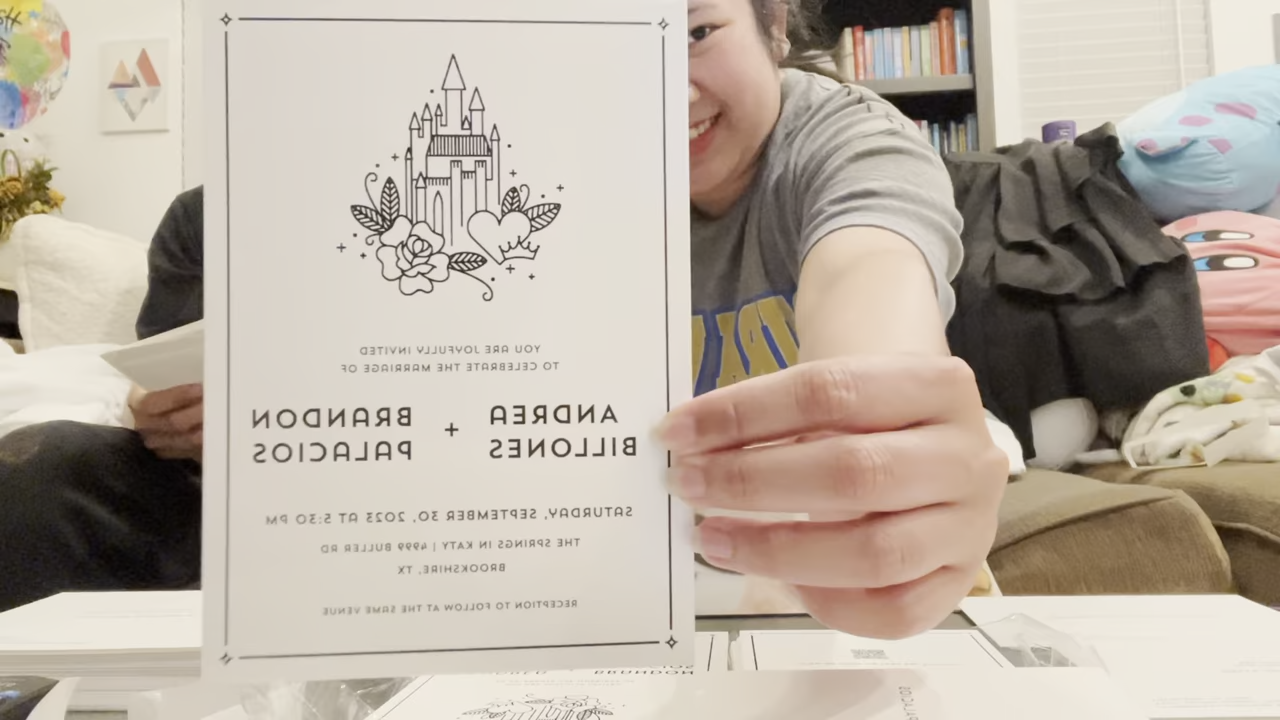 YOU ARE JOYFULLY INVITED
TO CELEBRATE THE MARRIAGE OF
ANDREA + BRANDON
BILLONES PALACIOS
SATURDAY, SEPTEMBER 30, 2023 AT 5:30 PM
THE SPRINGS IN KATY | 4999 BULLER RD
BROOKSHIRE, TX
RECEPTION TO FOLLOW AT THE SAME VENUE
BRANDON